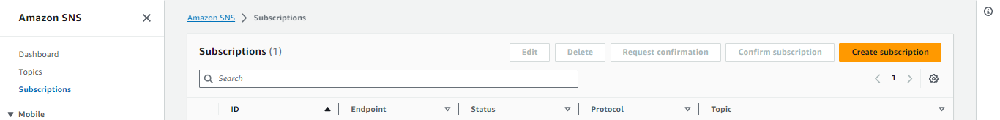 Amazon SNS
Dashboard
Topics
Subscriptions
Mobile
Amazon SNS > Subscriptions
Subscriptions (1)
Edit
Delete
Request confirmation
Confirm subscription
Create subscription
Search
1
ID
Endpoint
Status
Protocol
Topic